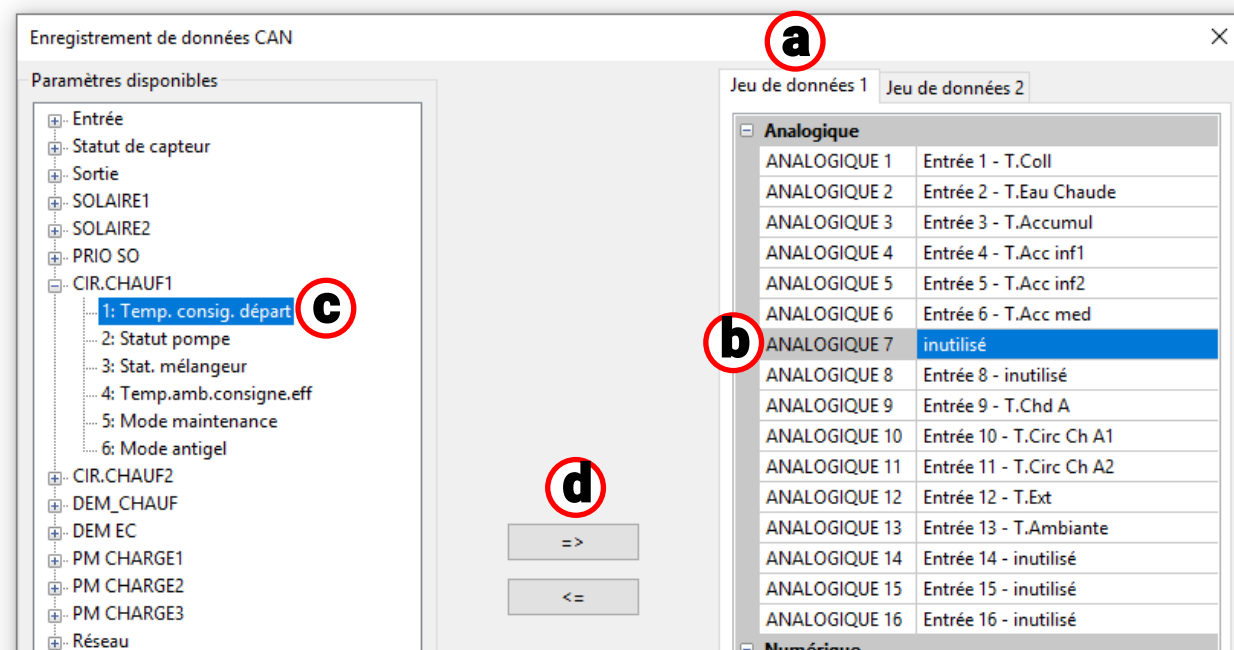 Enregistrement de données CAN
a
Paramètres disponibles
Entrée
Statut de capteur
Sortie
SOLAIRE1
SOLAIRE2
PRIO SO
CIR.CHAUF1
1: Temp. consig. départ
c
2: Statut pompe
3: Stat. mélangeur
4: Temp.amb.consigne.eff
5: Mode maintenance
6: Mode antigel
CIR.CHAUF2
DEM_CHAUF
DEM EC
PM CHARGE1
PM CHARGE2
PM CHARGE3
Réseau
d
=>
<=
Jeu de données 1 Jeu de données 2
Analogique
ANALOGIQUE 1 Entrée 1 - T.Coll
ANALOGIQUE 2 Entrée 2 - T.Eau Chaude
ANALOGIQUE 3 Entrée 3 - T.Accumul
ANALOGIQUE 4 Entrée 4 - T.Acc inf1
ANALOGIQUE 5 Entrée 5 - T.Acc inf2
ANALOGIQUE 6 Entrée 6 - T.Acc med
b ANALOGIQUE 7 inutilisé
ANALOGIQUE 8 Entrée 8 - inutilisé
ANALOGIQUE 9 Entrée 9 - T.Chd A
ANALOGIQUE 10 Entrée 10 - T.Circ Ch A1
ANALOGIQUE 11 Entrée 11 - T.Circ Ch A2
ANALOGIQUE 12 Entrée 12 - T.Ext
ANALOGIQUE 13 Entrée 13 - T.Ambiante
ANALOGIQUE 14 Entrée 14 - inutilisé
ANALOGIQUE 15 Entrée 15 - inutilisé
ANALOGIQUE 16 Entrée 16 - inutilisé
Numérique